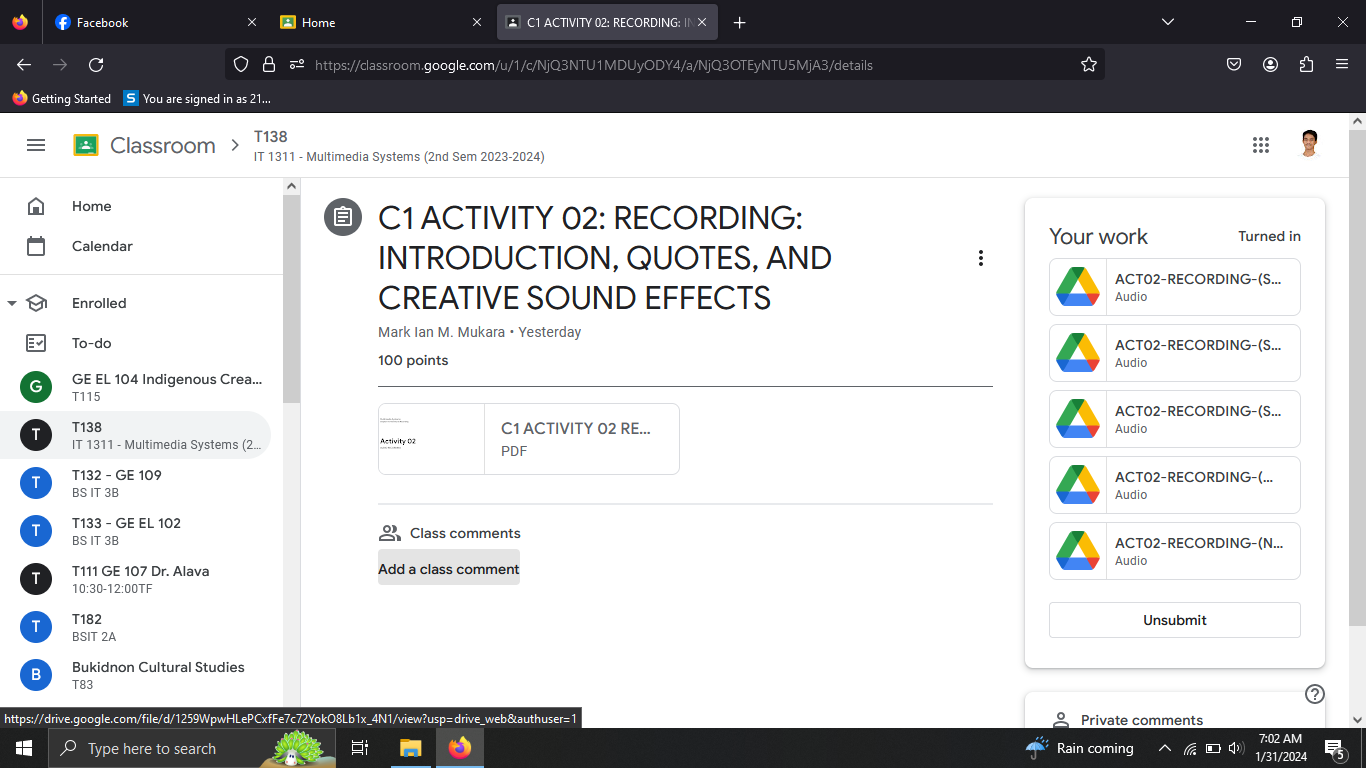 Facebook
Home
C1 ACTIVITY 02: RECORDING: IN
https://classroom.google.com/u/1/c/NjQ3NTU1MDUyODY4/a/NjQ3OTEyNTU5MjA3/details
Getting Started
S You are signed in as 21...
Classroom
T138
IT 1311 - Multimedia Systems (2nd Sem 2023-2024)
Home
Calendar
Enrolled
To-do
G
GE EL 104 Indigenous Crea...
T115
T
T138
IT 1311 - Multimedia Systems (2...
T
T132 - GE 109
BS IT 3B
T
T133 - GE EL 102
BS IT 3B
T
T111 GE 107 Dr. Alava
10:30-12:00TF
T
T182
BSIT 2A
B
Bukidnon Cultural Studies
T83
C1 ACTIVITY 02: RECORDING:
INTRODUCTION, QUOTES, AND
CREATIVE SOUND EFFECTS
Mark Ian M. Mukara • Yesterday
100 points
Activity 02
C1 ACTIVITY 02 RE...
PDF
Class comments
Add a class comment
Your work
Turned in
ACT02-RECORDING-(S...
Audio
ACT02-RECORDING-(S...
Audio
ACT02-RECORDING-(S...
Audio
ACT02-RECORDING-(...
Audio
ACT02-RECORDING-(N...
Audio
Unsubmit
Private comments
https://drive.google.com/file/d/1259WpwHLePCxfFe7c72YokO8Lb1x_4N1/view?usp=drive_web&authuser=1
Type here to search
Rain coming
7:02 AM
1/31/2024
5